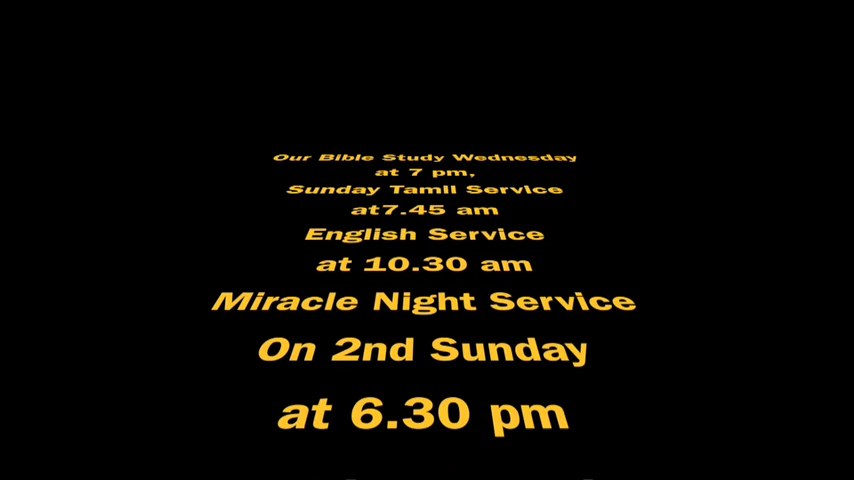 Our Bible Study Wednesday
at 7 pm,
Sunday Tamil Service
at7.45 am
English Service
at 10.30 am
Miracle Night Service
On 2nd Sunday
at 6.30 pm